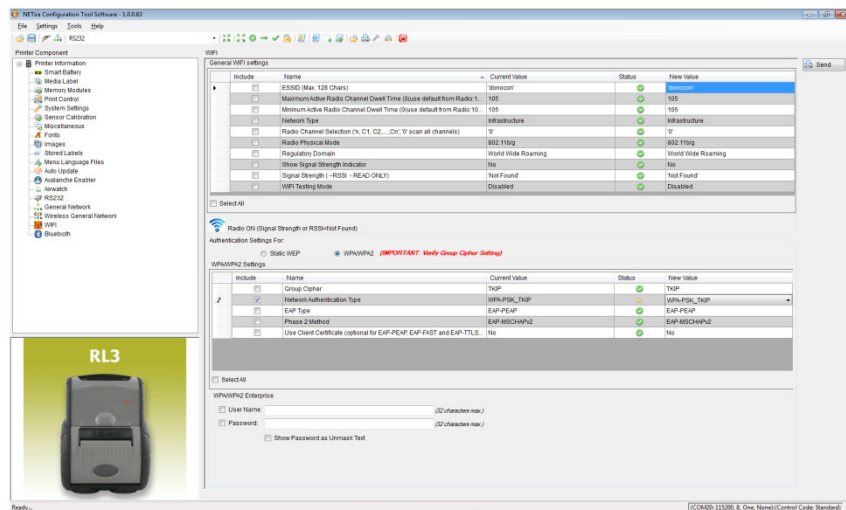 NETira Configuration Tool Software - 1.0.0.63
File Settings Tools Help
RS232
Printer Component
Printer Information
Smart Battery
Media Label
Memory Modules
Print Control
System Settings
Sensor Calibration
Miscellaneous
Fonts
Images
Stored Labels
Menu Language Files
Auto Update
Avalanche Enabler
Airwatch
RS232
General Network
Wireless General Network
WIFI
Bluetooth
RL3
WIFI
General WIFI settings
Include Name Current Value Status New Value
ESSID (Max. 128 Chars) 'donocon' 'donocon'
Maximum Active Radio Channel Dwell Time (0(use default from Radio:1... 105 105
Mininum Active Radio Channel Dwell Time (0(use default from Radio:10... 105 105
Network Type Infrastructure Infrastructure
Radio Channel Selection ('n, C1, C2,....Cn', '0' scan all channels) '0' '0'
Radio Physical Mode 802.11b/g 802.11b/g
Regulatory Domain World Wide Roaming World Wide Roaming
Show Signal Strength Indicator No No
Signal Strength ( -RSSI - READ ONLY) 'Not Found' 'Not Found'
WIFI Testing Mode Disabled Disabled
Select All
Radio ON (Signal Strength or RSSI=Not Found)
Authentication Settings For:
Static WEP WPA/WPA2 (IMPORTANT: Verify Group Cipher Setting)
WPA/WPA2 Settings
Include Name Current Value Status New Value
Group Cipher TKIP TKIP
Network Authentication Type WPA-PSK_TKIP WPA-PSK_TKIP
EAP Type EAP-PEAP EAP-PEAP
Phase 2 Method EAP-MSCHAPv2 EAP-MSCHAPv2
Use Client Certificate (optional for EAP-PEAP, EAP-FAST and EAP-TTLS... No No
Select All
WPA/WPA2 Enterprise
User Name: (32 characters max.)
Password: (32 characters max.)
Show Password as Unmask Text
Send
Ready... (COM20: 115200, 8, One, None):(Control Code: Standard)